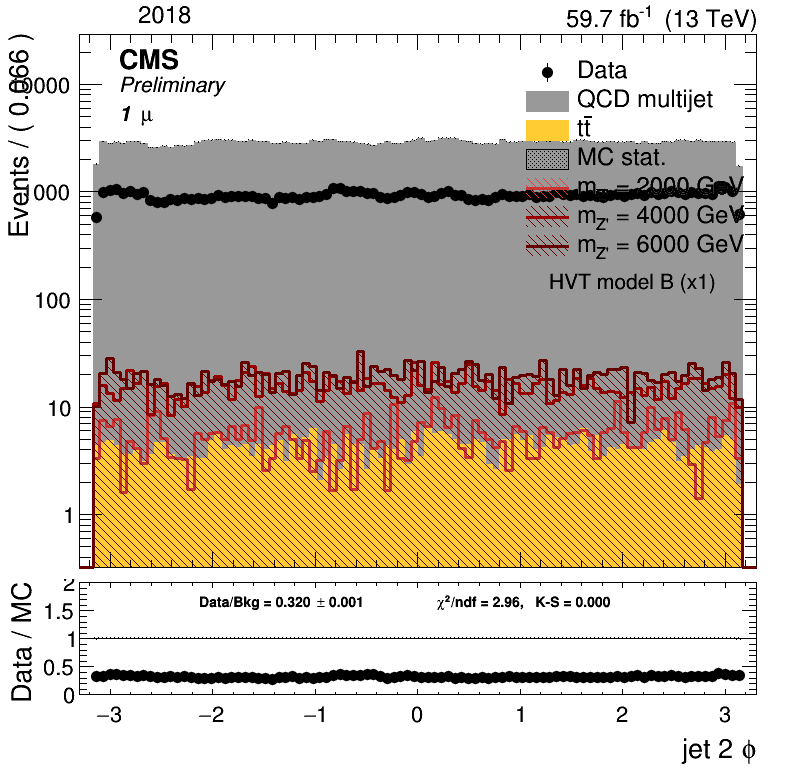 2018
59.7 fb⁻¹ (13 TeV)
CMS
Preliminary
1 μ
Data
QCD multijet
tt̄
MC stat.
= 2000 GeV
m_Z' = 4000 GeV
m_Z' = 6000 GeV
HVT model B (x1)
Events / ( 0.066 )
0000
000
100
10
1
Data/Bkg = 0.320 ± 0.001
χ²/ndf = 2.96, K-S = 0.000
Data / MC
2
1.5
1
0.5
0
−3 −2 −1 0 1 2 3
jet 2 ϕ